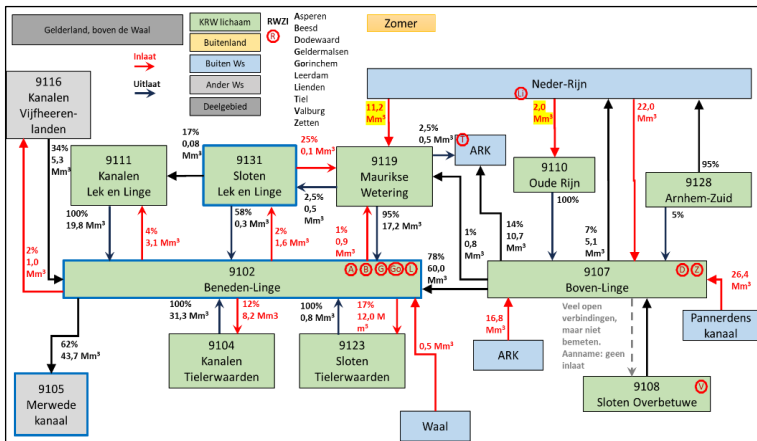 Gelderland, boven de Waal
KRW lichaam
Buitenland
Buiten Ws
Ander Ws
Deelgebied
RWZI
R
Inlaat
Uitlaat
Asperen
Beesd
Dodewaard
Geldermalsen
Gorinchem
Leerdam
Lienden
Tiel
Valburg
Zetten
Zomer
9116
Kanalen
Vijfheeren-
landen
34%
5,3
Mm³
17%
0,08
Mm³
25%
0,1 Mm³
11,2
Mm³
Neder-Rijn
Li
2,0
Mm³
22,0
Mm³
2,5%
0,5 Mm³
T
ARK
9111
Kanalen
Lek en Linge
9131
Sloten
Lek en Linge
9119
Maurikse
Wetering
9110
Oude Rijn
95%
9128
Arnhem-Zuid
2,5%
0,5
Mm³
100%
5%
100%
19,8 Mm³
4%
3,1 Mm³
58%
0,3 Mm³
2%
1,6 Mm³
1%
0,9
Mm³
95%
17,2 Mm³
1%
0,8
Mm³
14%
10,7
Mm³
7%
5,1
Mm³
2%
1,0
Mm³
9102
Beneden-Linge
A
B
G
Go
L
78%
60,0
Mm³
9107
Boven-Linge
D
Z
26,4
Mm³
62%
43,7 Mm³
100%
31,3 Mm³
12%
8,2 Mm3
100%
0,8 Mm³
17%
12,0 M
m³
0,5 Mm³
16,8
Mm³
Veel open
verbindingen,
maar niet
bemeten.
Aanname: geen
inlaat
Pannerdens
kanaal
9104
Kanalen
Tielerwaarden
9123
Sloten
Tielerwaarden
ARK
9105
Merwede
kanaal
Waal
9108
Sloten Overbetuwe
V